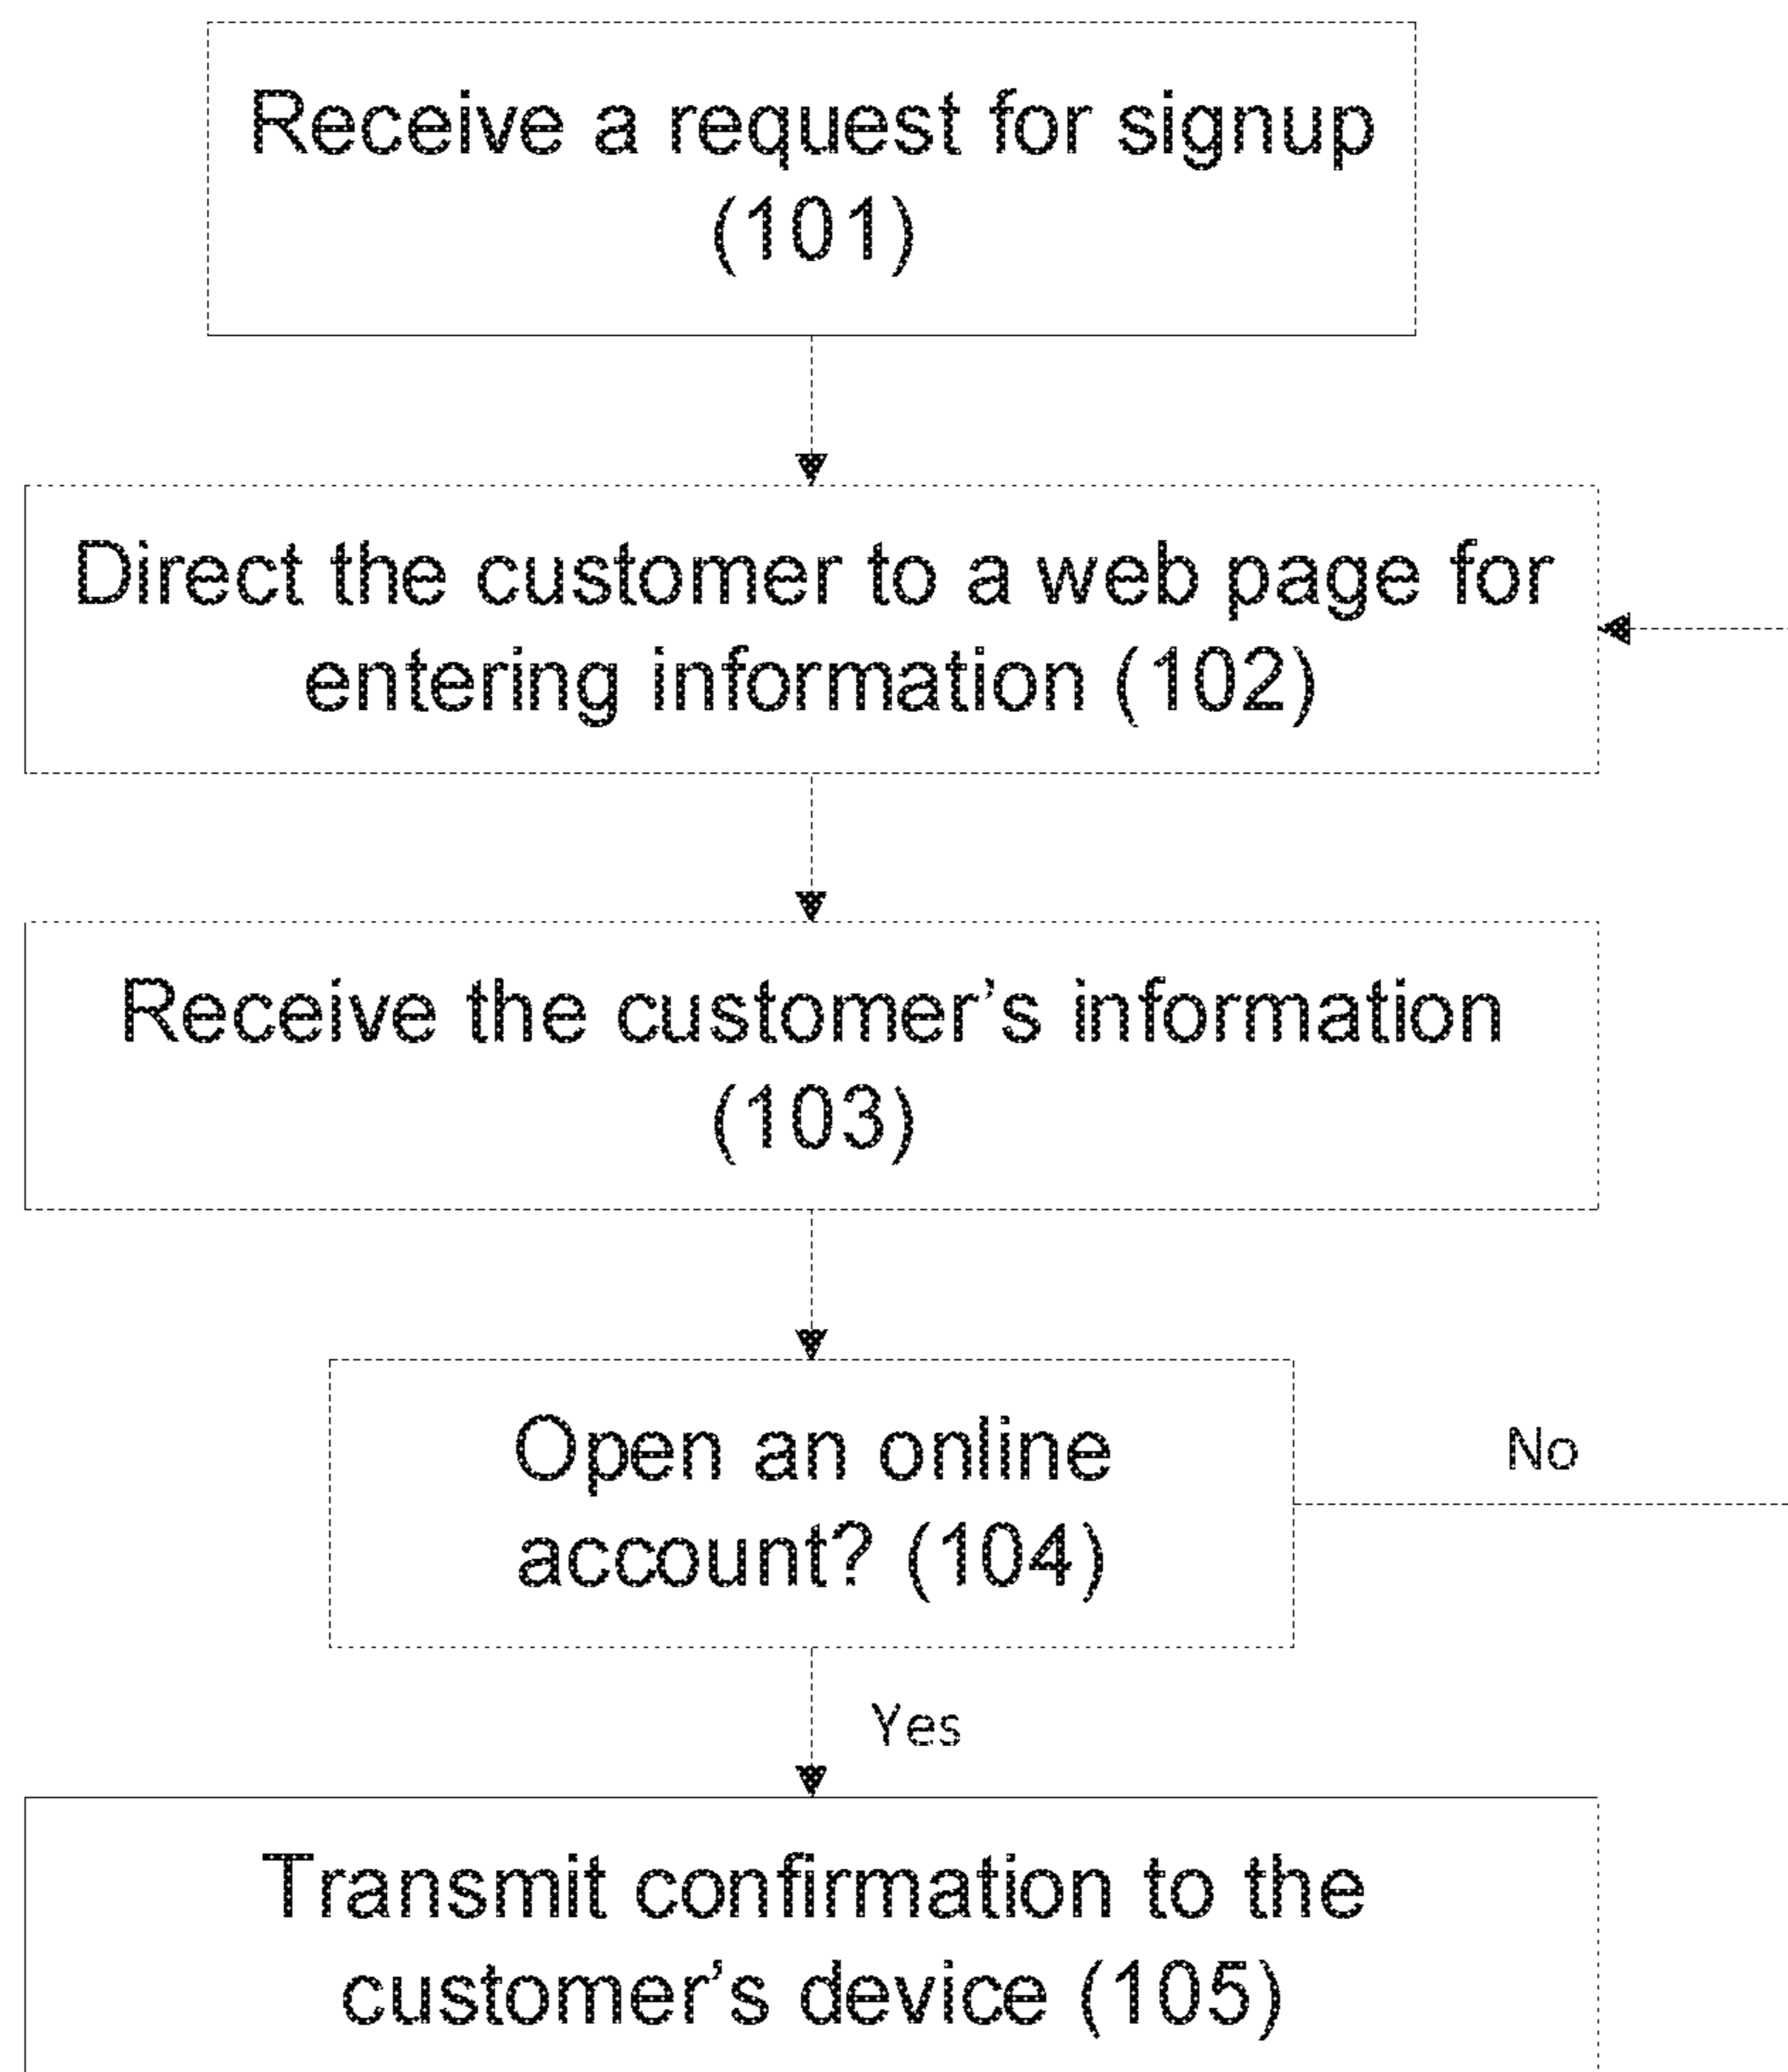 Receive a request for signup
(101)
Direct the customer to a web page for
entering information (102)
Receive the customer’s information
(103)
Open an online
account? (104)
No
Yes
Transmit confirmation to the
customer’s device (105)